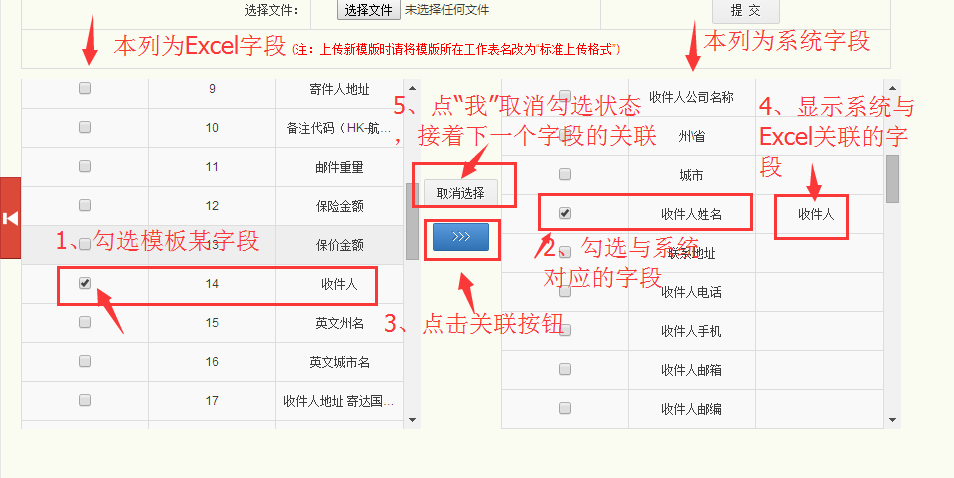 选择文件： 选择文件 未选择任何文件 提 交
本列为Excel字段 (注：上传新模版时请将模版所在工作表名改为"标准上传格式") 本列为系统字段
9 寄件人地址
10 备注代码（HK-航...
11 邮件重量
12 保险金额
13 保价金额
14 收件人
15 英文州名
16 英文城市名
17 收件人地址 寄达国...
1、勾选模板某字段
5、点“我”取消勾选状态
，接着下一个字段的关联
取消选择
>>>
3、点击关联按钮
收件人公司名称
州\省
城市
收件人姓名 收件人
联系地址
收件人电话
收件人手机
收件人邮箱
收件人邮编
2、勾选与系统
对应的字段
4、显示系统与
Excel关联的字
段